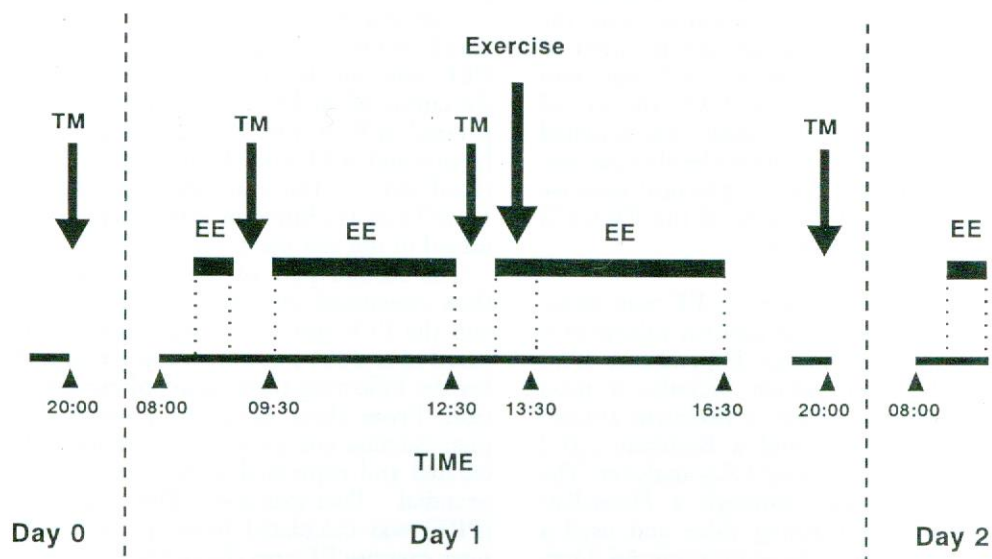 Exercise
TM TM TM TM
EE EE EE EE
20:00 08:00 09:30 12:30 13:30 16:30 20:00 08:00
TIME
Day 0 Day 1 Day 2